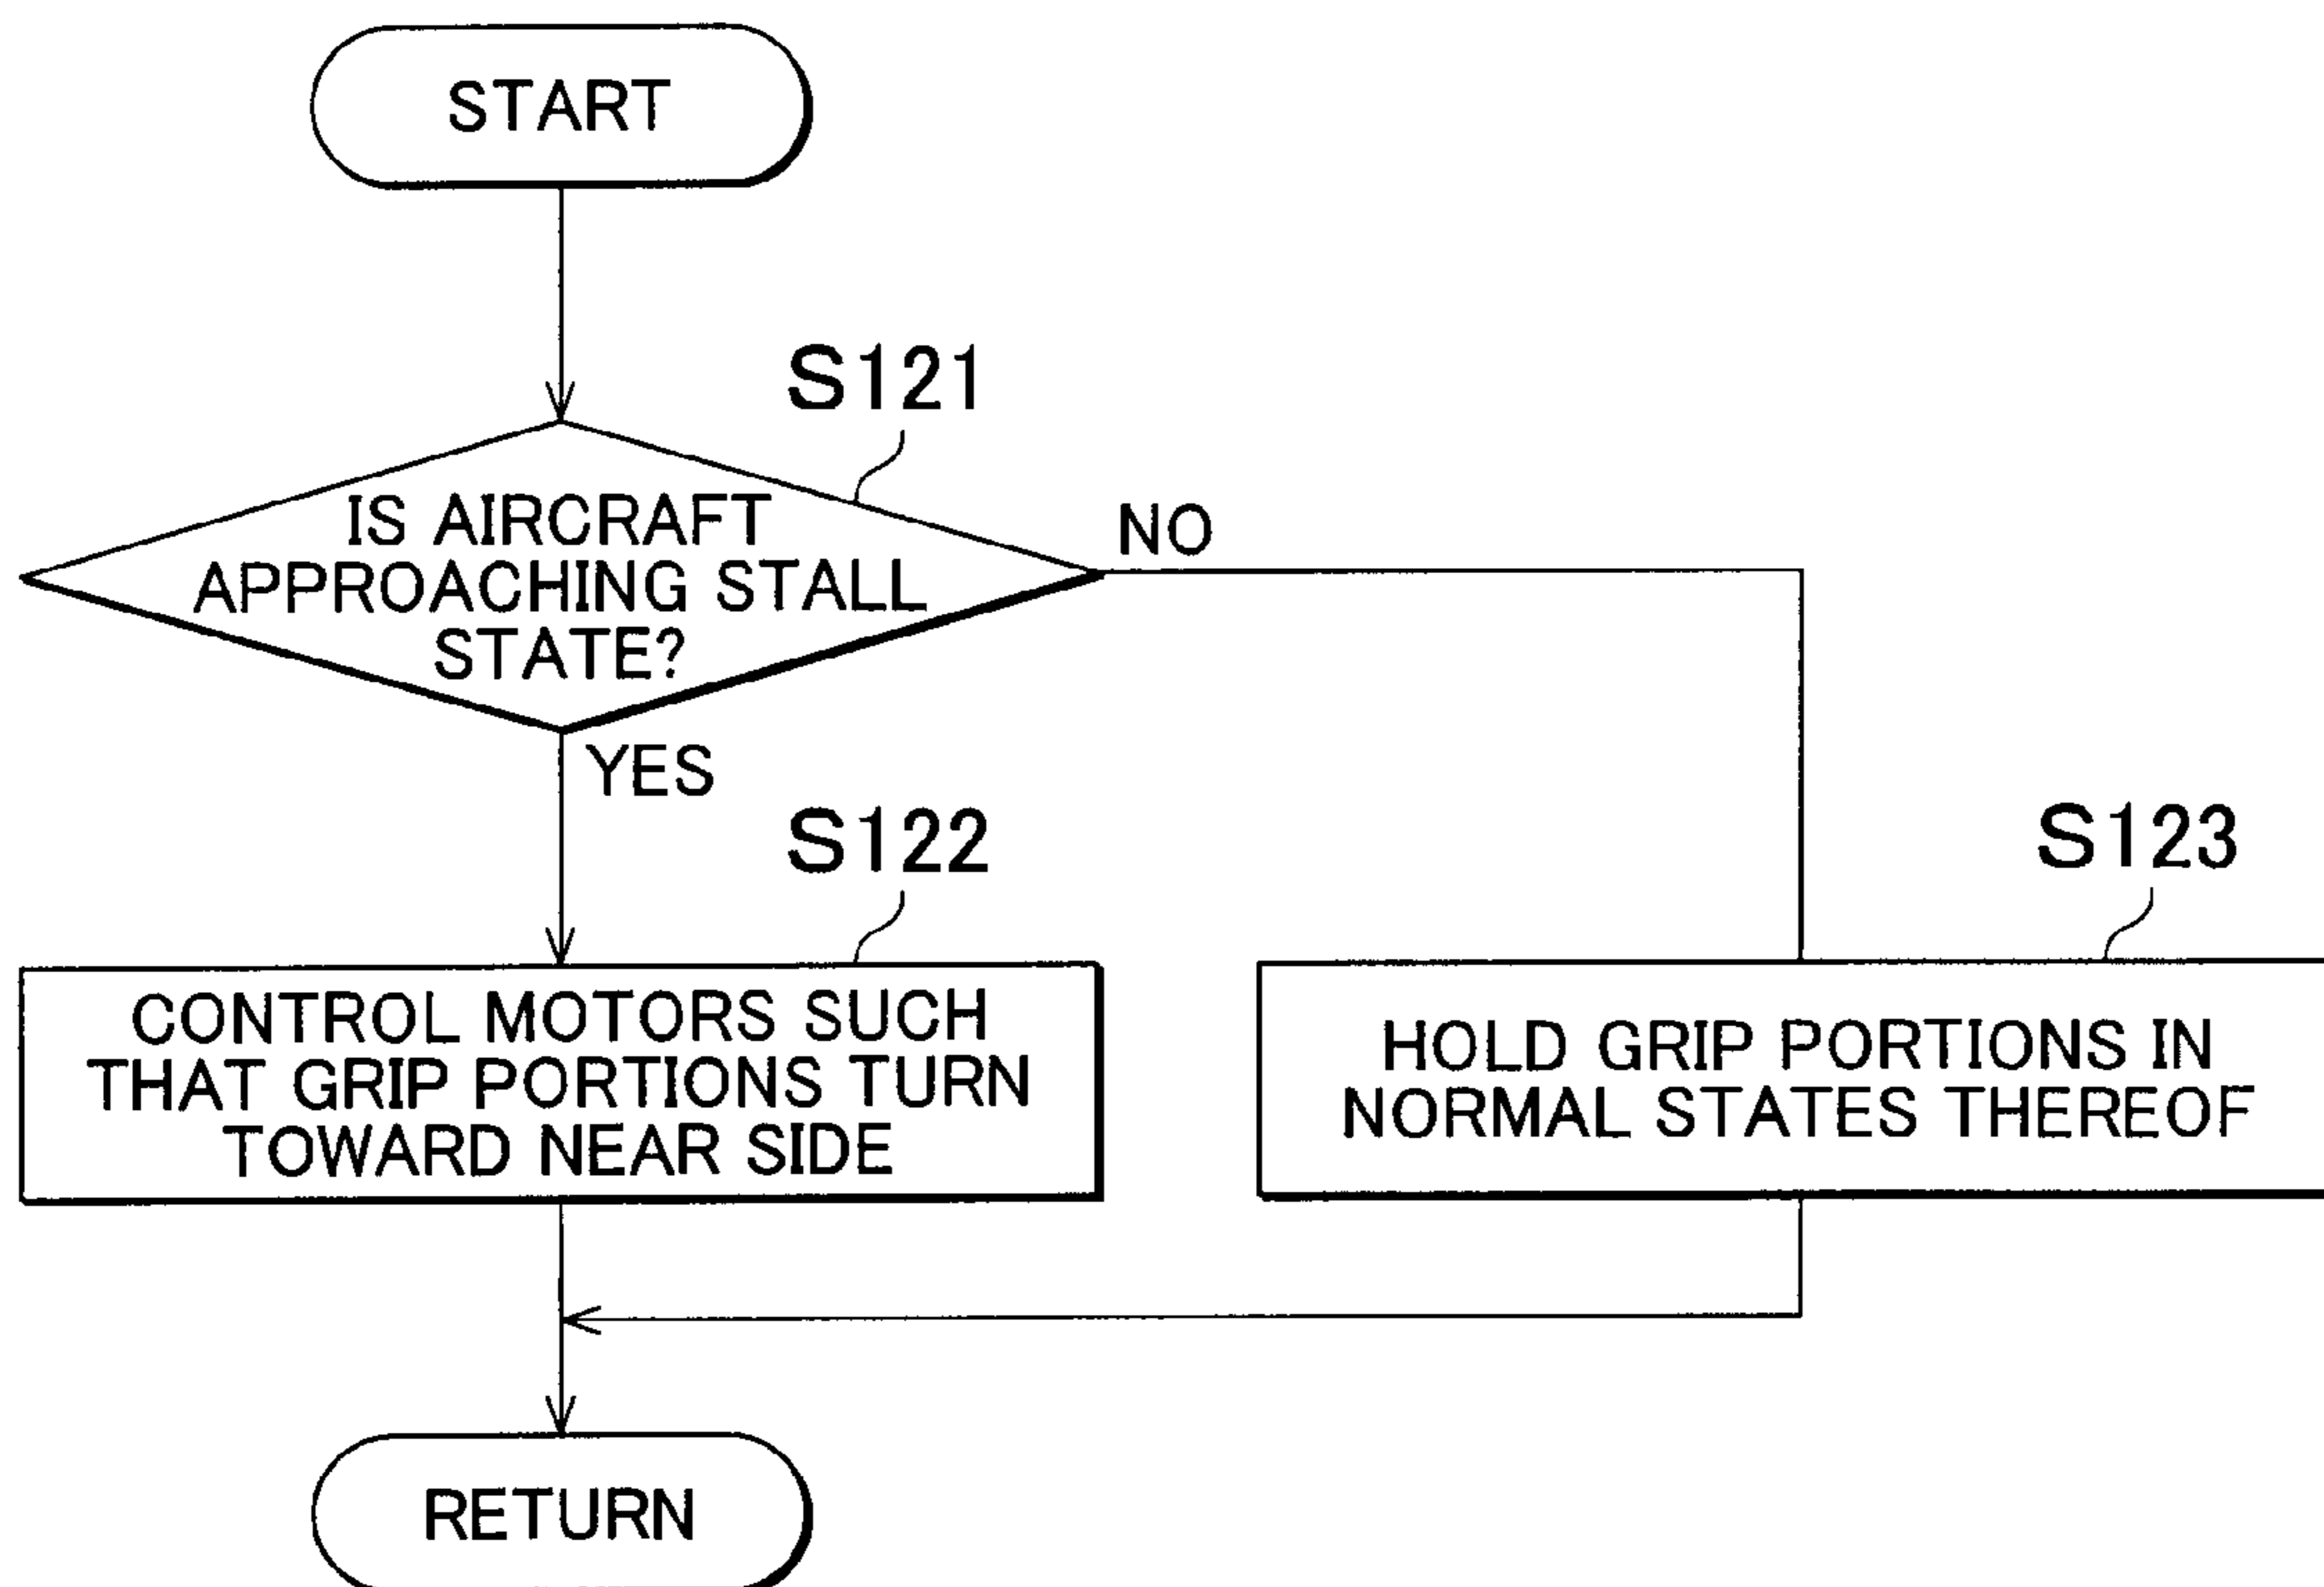 START
S121
IS AIRCRAFT
APPROACHING STALL
STATE?
NO
YES
S122
CONTROL MOTORS SUCH
THAT GRIP PORTIONS TURN
TOWARD NEAR SIDE
S123
HOLD GRIP PORTIONS IN
NORMAL STATES THEREOF
RETURN